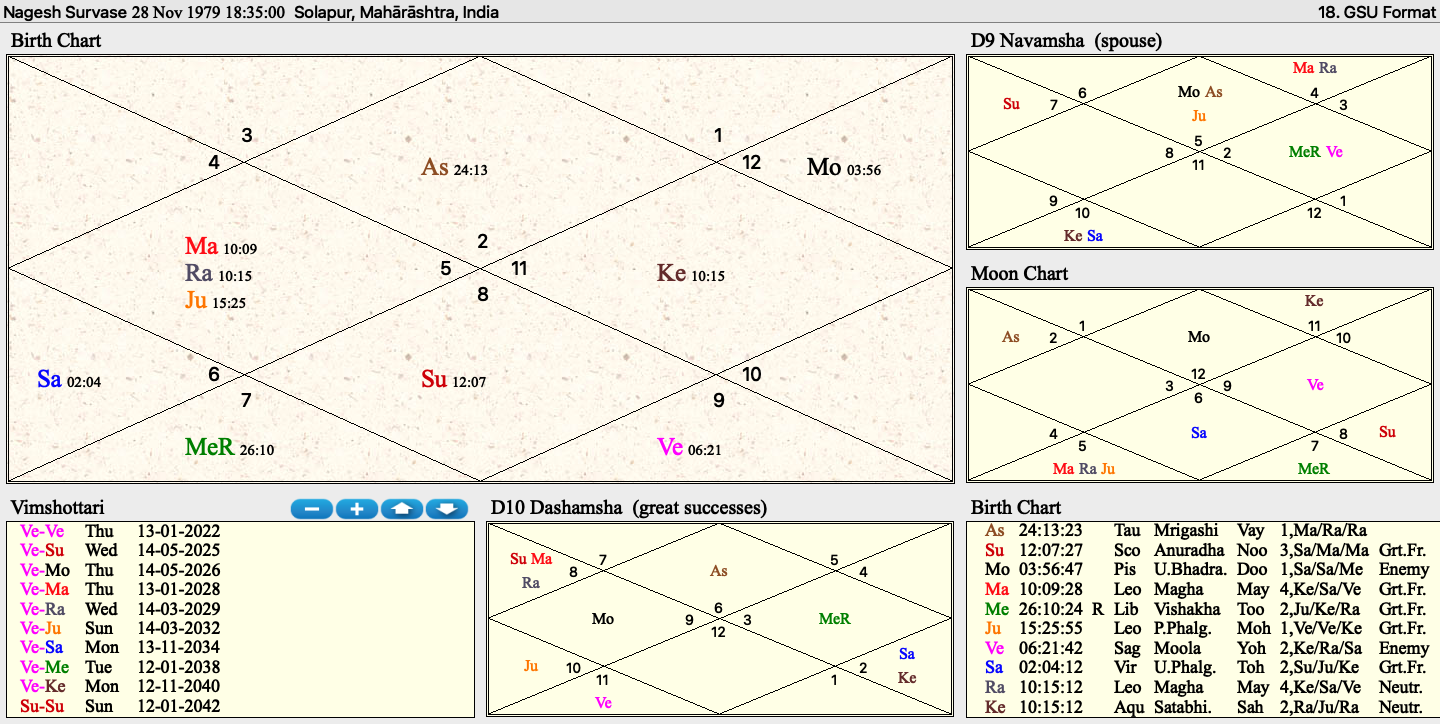 Nagesh Survase 28 Nov 1979 18:35:00 Solapur, Mahārāshtra, India
18. GSU Format
Birth Chart
3
4
As 24:13
1
12
Mo 03:56
Ma 10:09
Ra 10:15
Ju 15:25
2
5
11
8
Ke 10:15
Sa 02:04
6
7
Su 12:07
10
9
MeR 26:10
Ve 06:21
D9 Navamsha (spouse)
Ma Ra
Su
7
6
Mo As
Ju
4
3
5
8
2
11
MeR Ve
9
10
1
12
Ke Sa
Moon Chart
Ke
As
2
1
Mo
11
10
12
3
9
6
Ve
4
5
Sa
8
7
Su
Ma Ra Ju
MeR
Vimshottari
Ve-Ve Thu 13-01-2022
Ve-Su Wed 14-05-2025
Ve-Mo Thu 14-05-2026
Ve-Ma Thu 13-01-2028
Ve-Ra Wed 14-03-2029
Ve-Ju Sun 14-03-2032
Ve-Sa Mon 13-11-2034
Ve-Me Tue 12-01-2038
Ve-Ke Mon 12-11-2040
Su-Su Sun 12-01-2042
D10 Dashamsha (great successes)
Su Ma
Ra
7
8
As
5
4
Mo
6
9
3
12
MeR
Ju
10
11
Ve
2
1
Sa
Ke
Birth Chart
As 24:13:23 Tau Mrigashi Vay 1,Ma/Ra/Ra
Su 12:07:27 Sco Anuradha Noo 3,Sa/Ma/Ma Grt.Fr.
Mo 03:56:47 Pis U.Bhadra. Doo 1,Sa/Sa/Me Enemy
Ma 10:09:28 Leo Magha May 4,Ke/Sa/Ve Grt.Fr.
Me 26:10:24 R Lib Vishakha Too 2,Ju/Ke/Ra Grt.Fr.
Ju 15:25:55 Leo P.Phalg. Moh 1,Ve/Ve/Ke Grt.Fr.
Ve 06:21:42 Sag Moola Yoh 2,Ke/Ra/Sa Enemy
Sa 02:04:12 Vir U.Phalg. Toh 2,Su/Ju/Ke Grt.Fr.
Ra 10:15:12 Leo Magha May 4,Ke/Sa/Ve Neutr.
Ke 10:15:12 Aqu Satabhi. Sah 2,Ra/Ju/Ra Neutr.